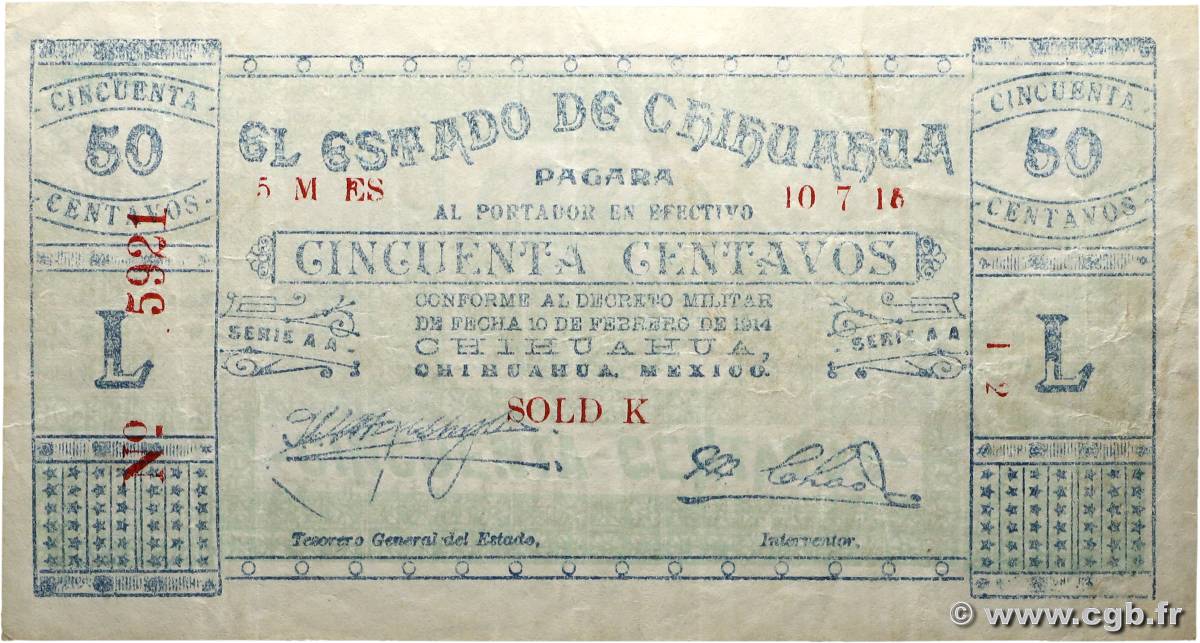 CINCUENTA
50
CENTAVOS
L
No 5921
EL ESTADO DE CHIHUAHUA
PAGARA
5 M ES
10 7 15
AL PORTADOR EN EFECTIVO
CINCUENTA CENTAVOS
CONFORME AL DECRETO MILITAR
DE FECHA 10 DE FEBRERO DE 1914
SERIE A A
SERIE A A
CHIHUAHUA,
CHIHUAHUA, MEXICO.
SOLD K
Tesorero General del Estado,
Interventor.
CINCUENTA
50
CENTAVOS
1 2
L
© www.cgb.fr